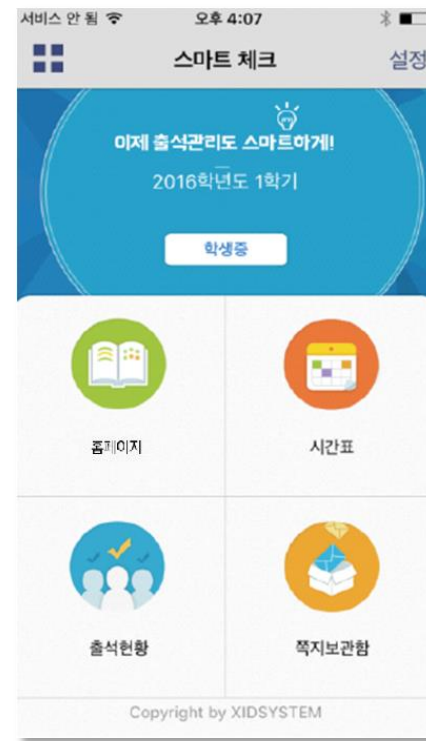 서비스 안 됨
오후 4:07
스마트 체크
설정
이제 출석관리도 스마트하게!
2016학년도 1학기
학생증
홈페이지
시간표
출석현황
쪽지보관함
Copyright by XIDSYSTEM